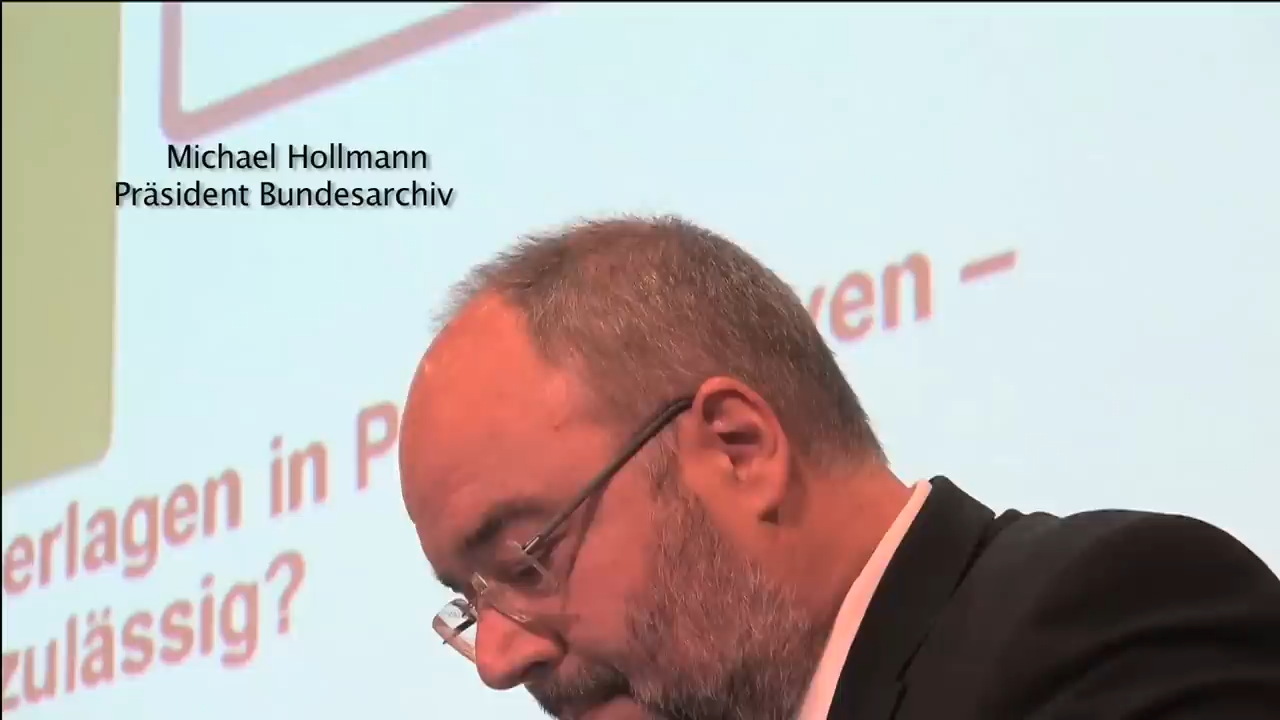 Michael Hollmann
Präsident Bundesarchiv
ven –
erlagen in P
zulässig?